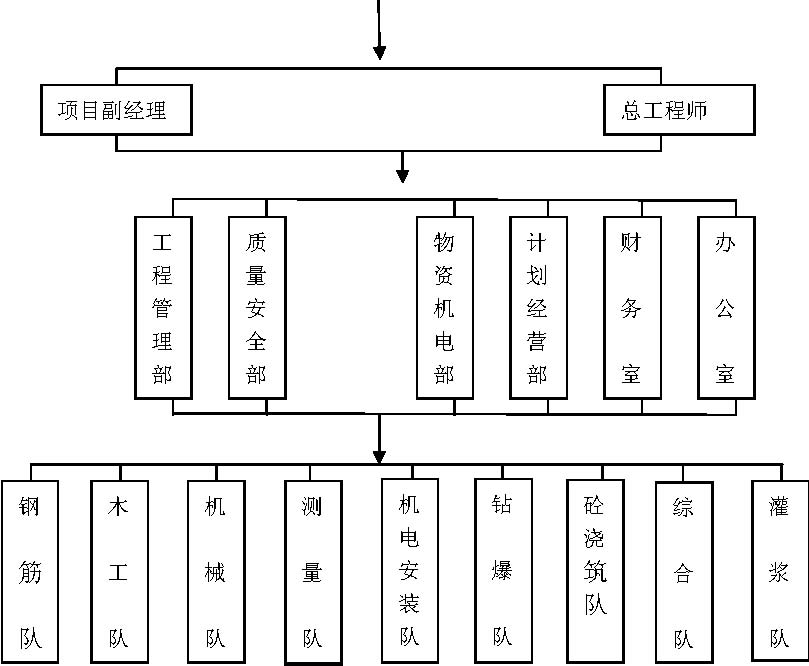 项目副经理
总工程师
工程管理部
质量安全部
物资机电部
计划经营部
财务室
办公室
钢筋队
木工队
机械队
测量队
机电安装队
钻爆队
砼浇筑队
综合队
灌浆队